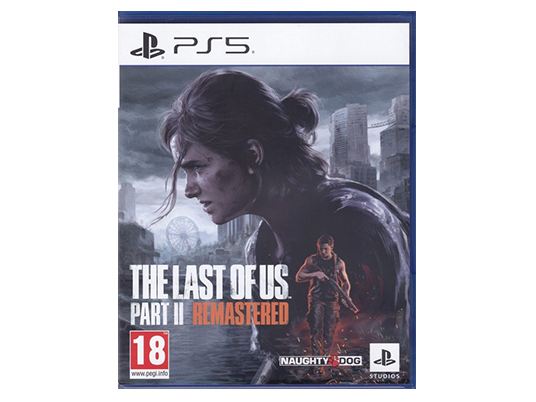 PS5
THE LAST OF US
PART II REMASTERED
18
www.pegi.info
NAUGHTY DOG
STUDIOS